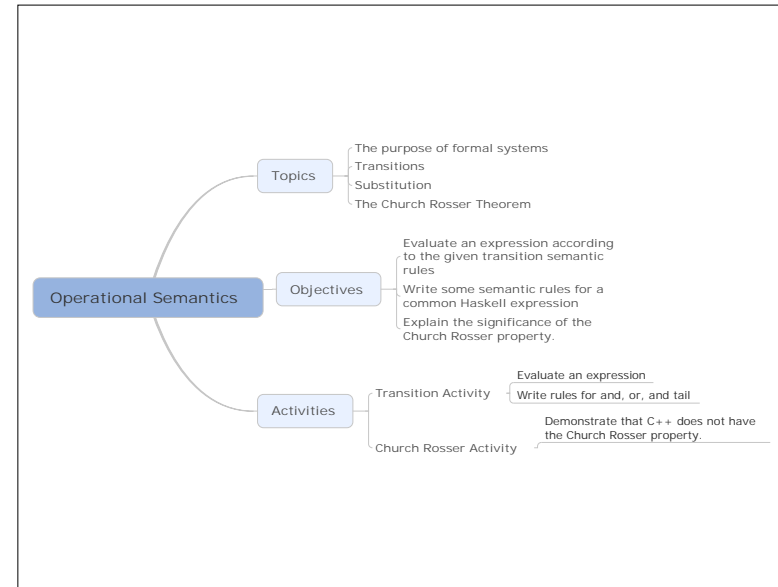 Operational Semantics
Topics
The purpose of formal systems
Transitions
Substitution
The Church Rosser Theorem
Objectives
Evaluate an expression according
to the given transition semantic
rules
Write some semantic rules for a
common Haskell expression
Explain the significance of the
Church Rosser property.
Activities
Transition Activity
Evaluate an expression
Write rules for and, or, and tail
Church Rosser Activity
Demonstrate that C++ does not have
the Church Rosser property.